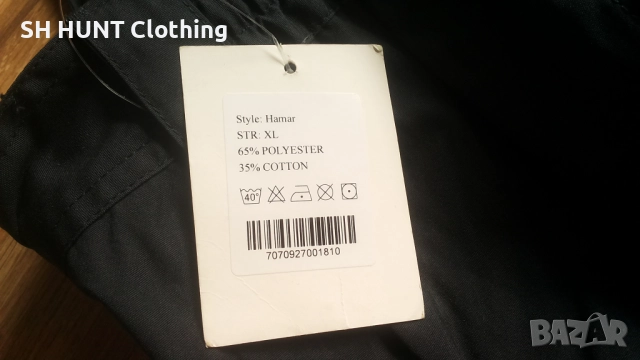 SH HUNT Clothing
Style: Hamar
STR: XL
65% POLYESTER
35% COTTON
40°
7070927001810
BAZAR